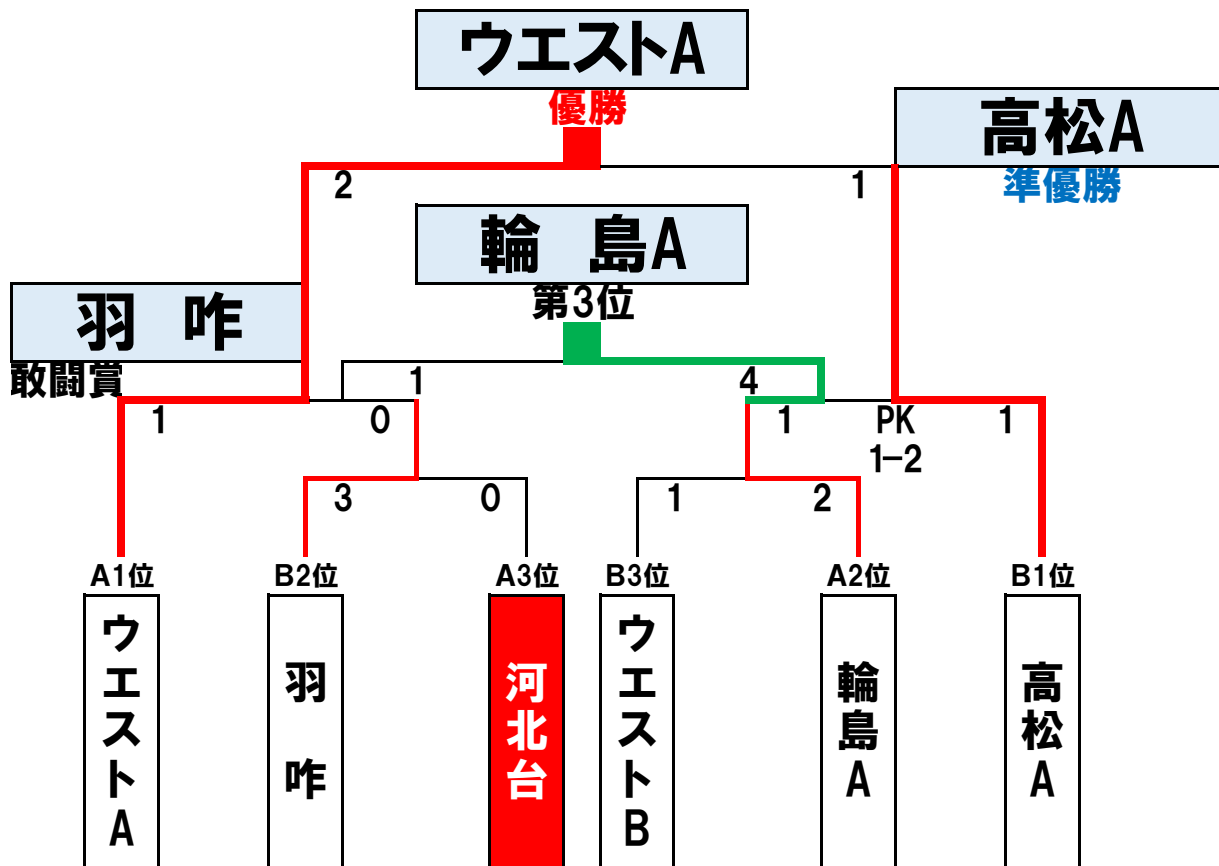 ウエストA
優勝
高松A
準優勝
2
1
輪 島A
第3位
羽 咋
敢闘賞
1
4
1
0
1
PK
1
1-2
3
0
1
2
A1位
B2位
A3位
B3位
A2位
B1位
ウエストA
羽 咋
河北台
ウエストB
輪島A
高松A